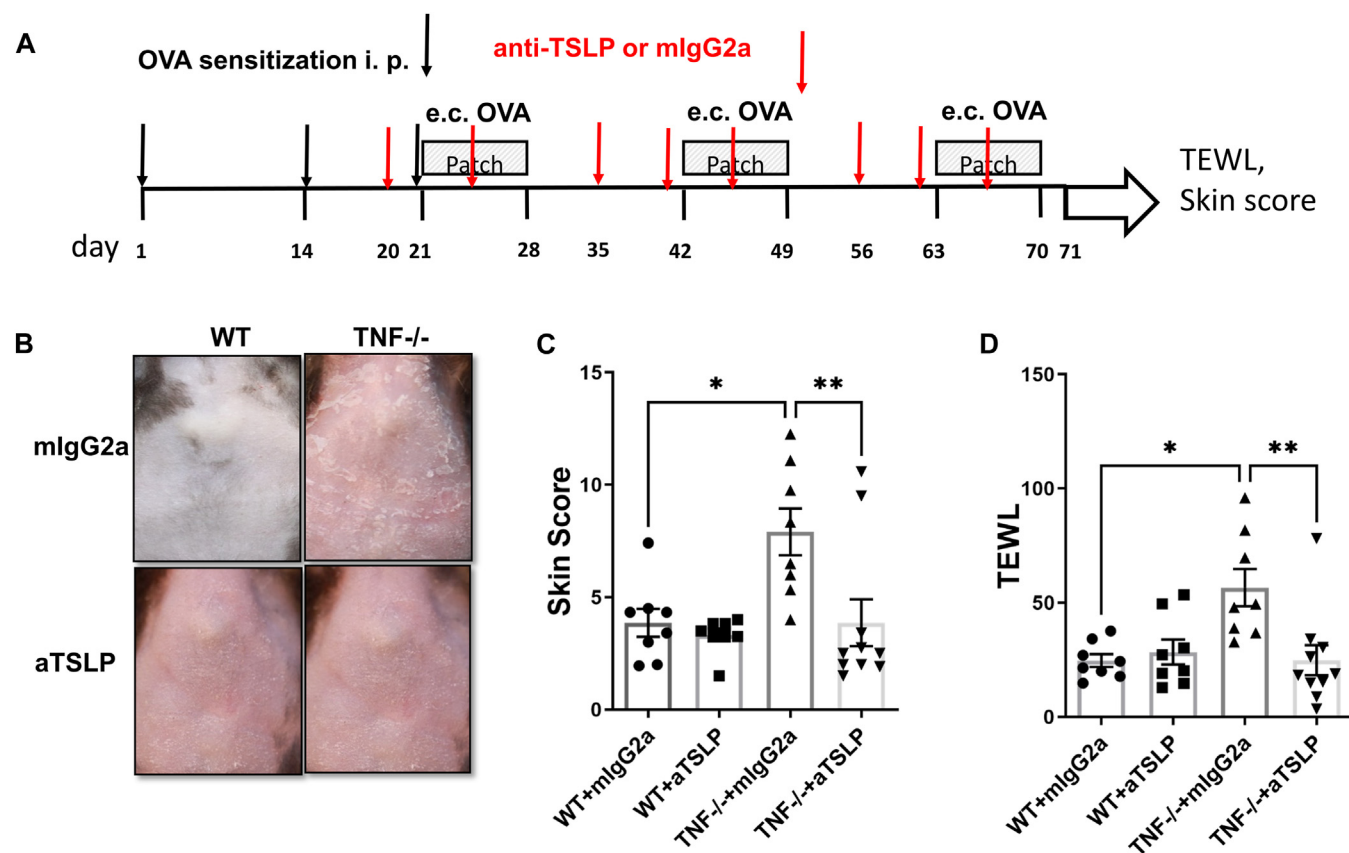 A
OVA sensitization i. p.
anti-TSLP or mIgG2a
e.c. OVA
e.c. OVA
e.c. OVA
Patch
Patch
Patch
TEWL,
Skin score
day
1
14
20
21
28
35
42
49
56
63
70
71
B
WT
TNF-/-
mIgG2a
aTSLP
C
Skin Score
15
10
5
0
*
**
WT+mIgG2a
WT+aTSLP
TNF-/-+mIgG2a
TNF-/-+aTSLP
D
TEWL
150
100
50
0
*
**
WT+mIgG2a
WT+aTSLP
TNF-/-+mIgG2a
TNF-/-+aTSLP